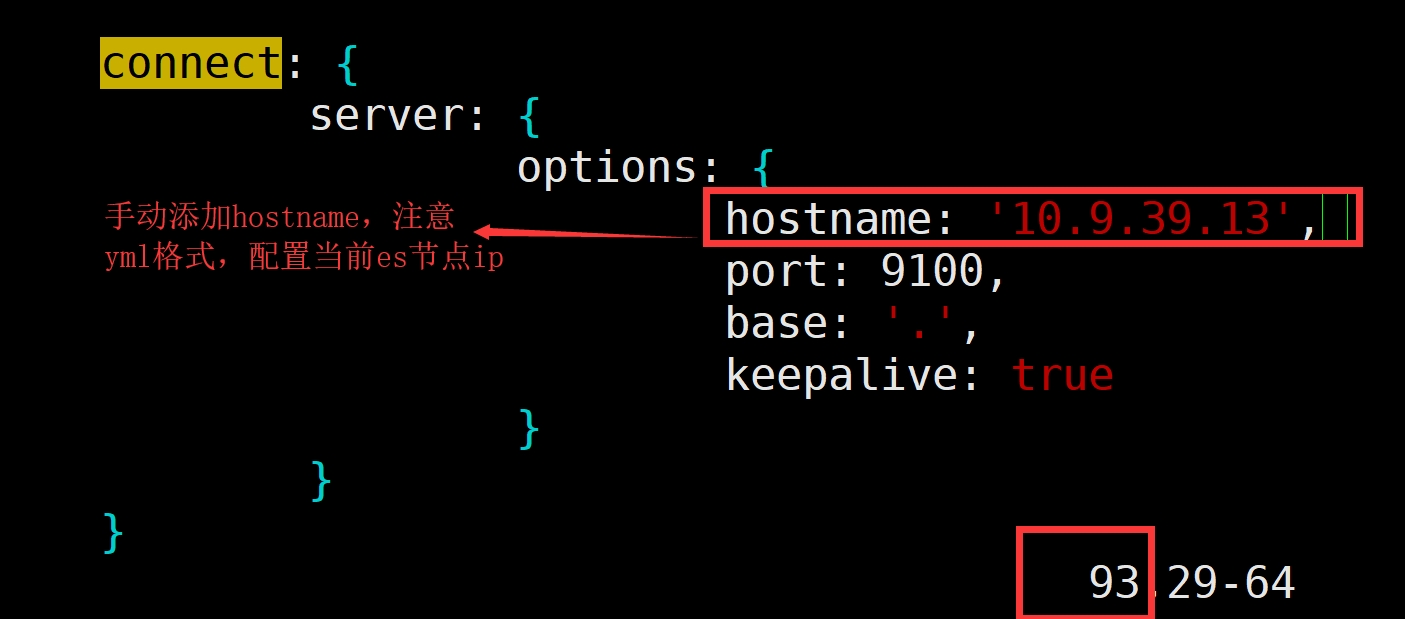 connect: {
server: {
options: {
手动添加hostname，注意
yml格式，配置当前es节点ip
hostname: '10.9.39.13',
port: 9100,
base: '.',
keepalive: true
}
}
}
93,29-64